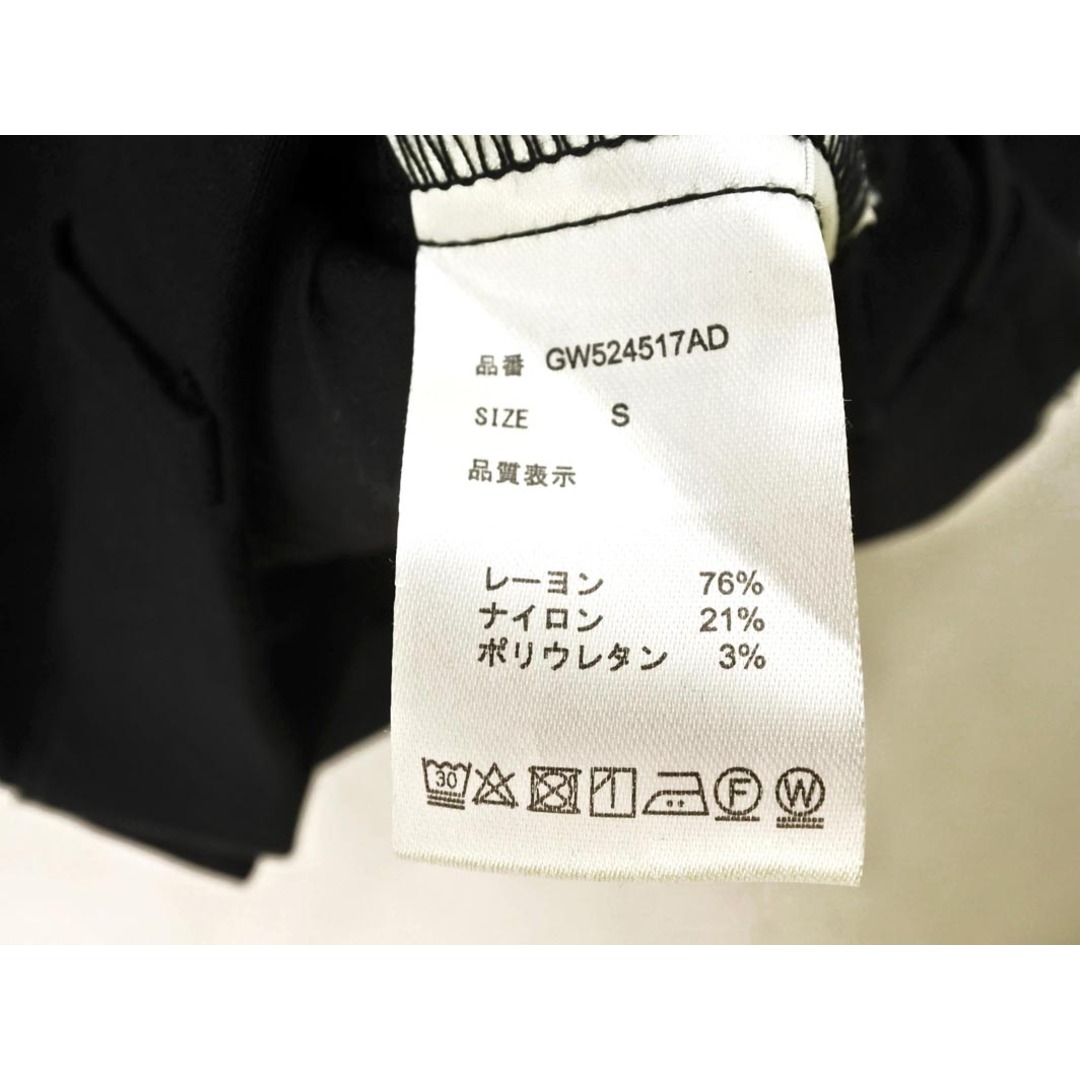 品番 GW524517AD
SIZE S
品質表示
レーヨン 76%
ナイロン 21%
ポリウレタン 3%
30 F W